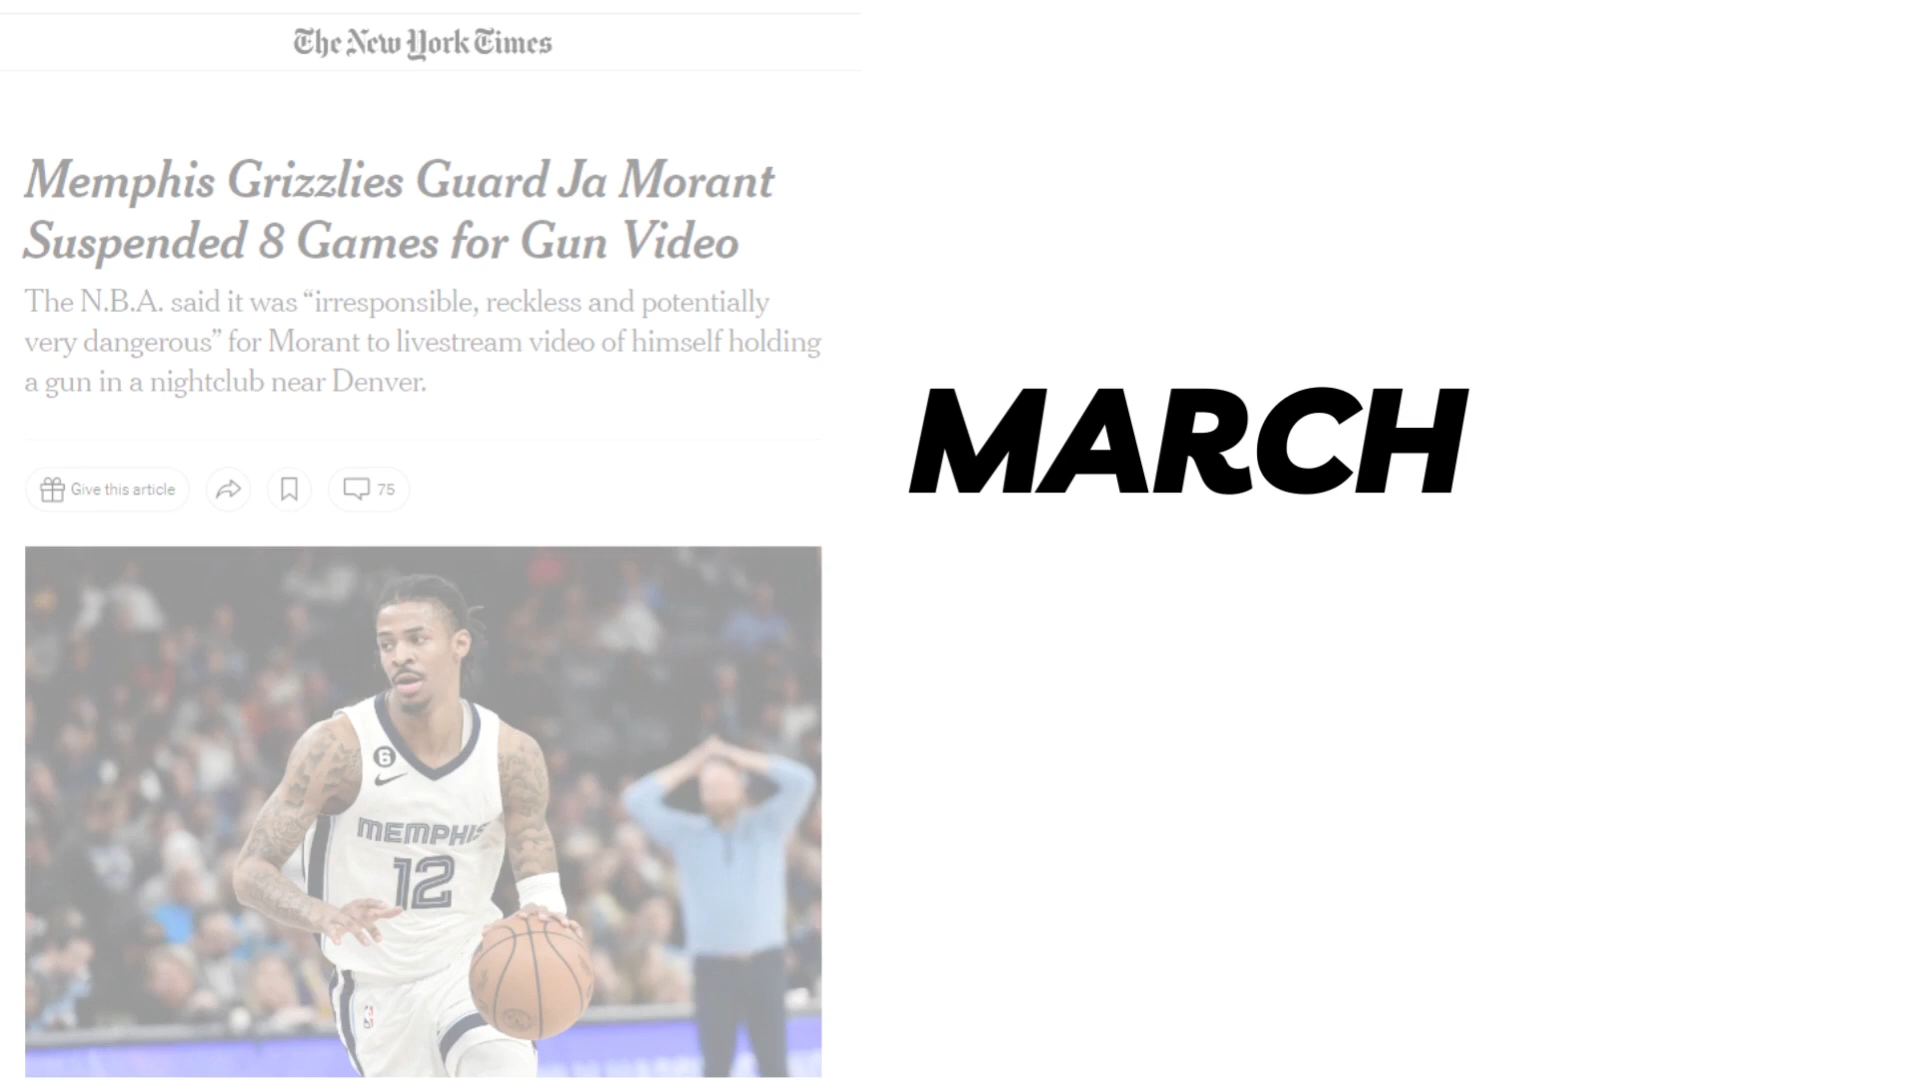 The New York Times
Memphis Grizzlies Guard Ja Morant
Suspended 8 Games for Gun Video
The N.B.A. said it was “irresponsible, reckless and potentially
very dangerous” for Morant to livestream video of himself holding
a gun in a nightclub near Denver.
Give this article
75
MARCH
6
MEMPHIS
12